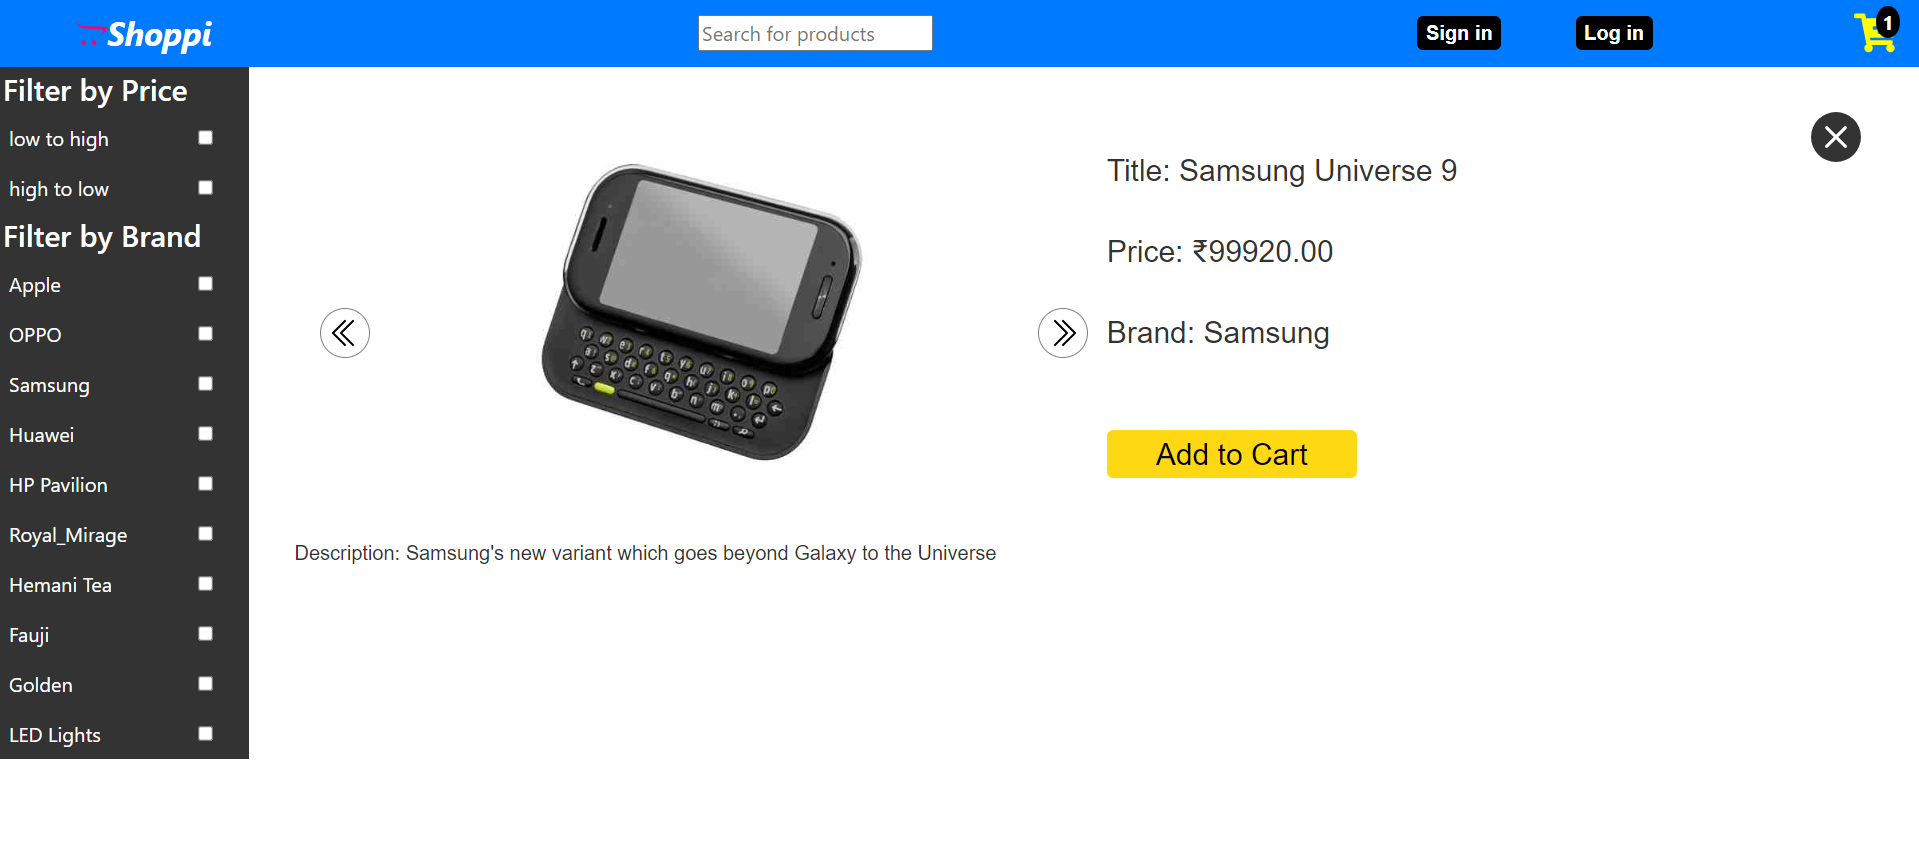 Shoppi
Search for products
Sign in
Log in
1
Filter by Price
low to high
high to low
Filter by Brand
Apple
OPPO
Samsung
Huawei
HP Pavilion
Royal_Mirage
Hemani Tea
Fauji
Golden
LED Lights
Title: Samsung Universe 9
Price: ₹99920.00
Brand: Samsung
Add to Cart
Description: Samsung's new variant which goes beyond Galaxy to the Universe